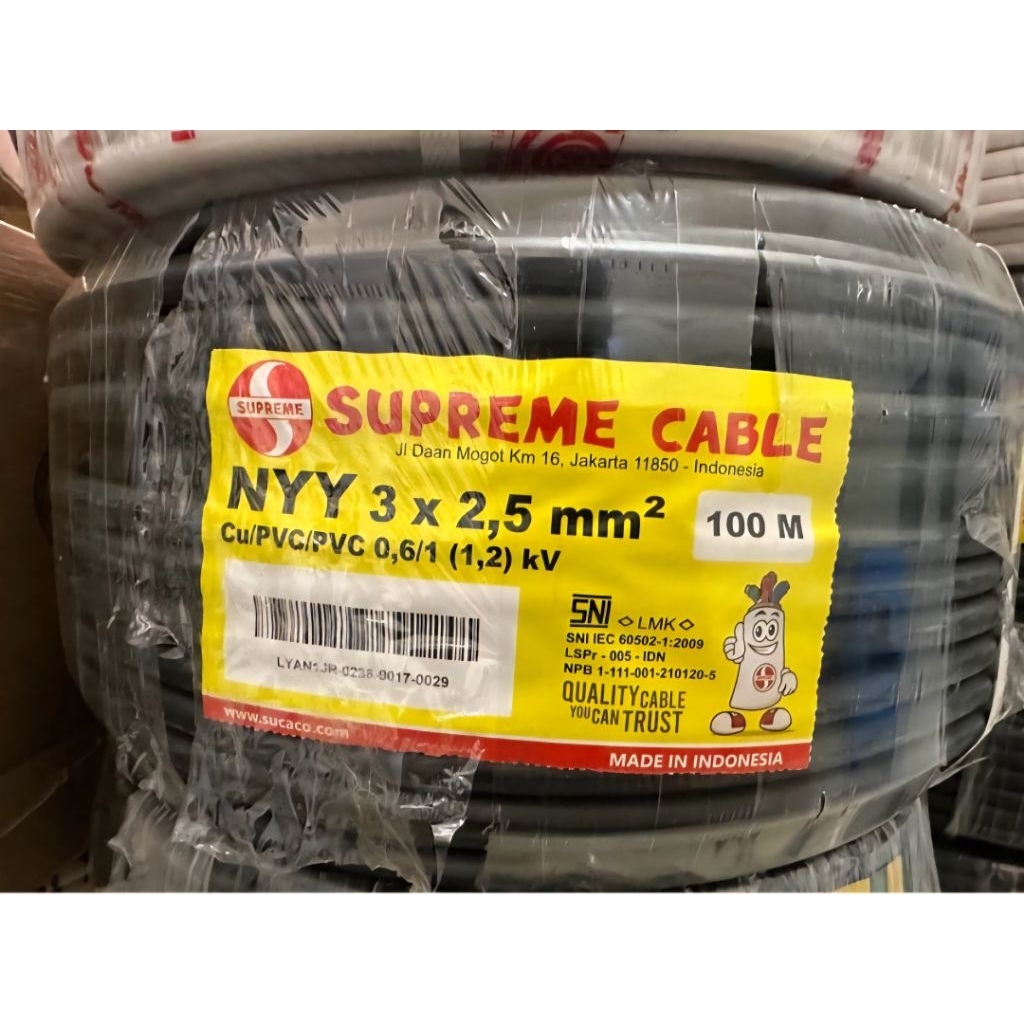 SUPREME
SUPREME CABLE
Jl Daan Mogot Km 16, Jakarta 11850 - Indonesia
NYY 3 x 2,5 mm²
100 M
Cu/PVC/PVC 0,6/1 (1,2) kV
SNI
LMK
SNI IEC 60502-1:2009
LSPr - 005 - IDN
NPB 1-111-001-210120-5
QUALITY CABLE
YOU CAN TRUST
www.sucaco.com
MADE IN INDONESIA